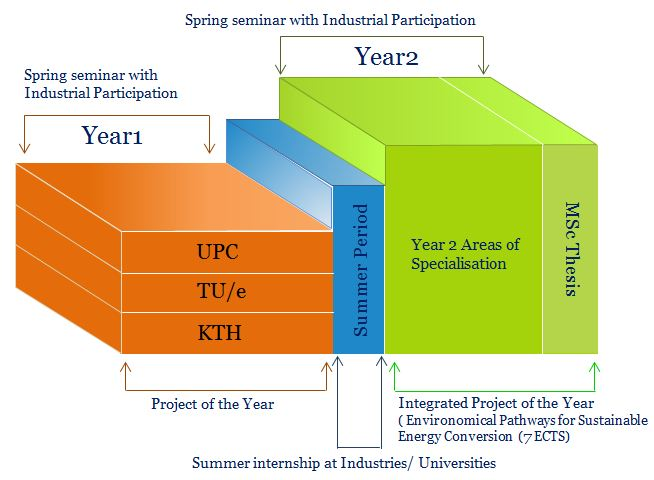 Spring seminar with Industrial Participation
Year2
Spring seminar with
Industrial Participation
Year1
UPC
TU/e
KTH
Summer Period
Year 2 Areas of
Specialisation
MSc Thesis
Project of the Year
Integrated Project of the Year
( Environomical Pathways for Sustainable
Energy Conversion (7 ECTS)
Summer internship at Industries/ Universities